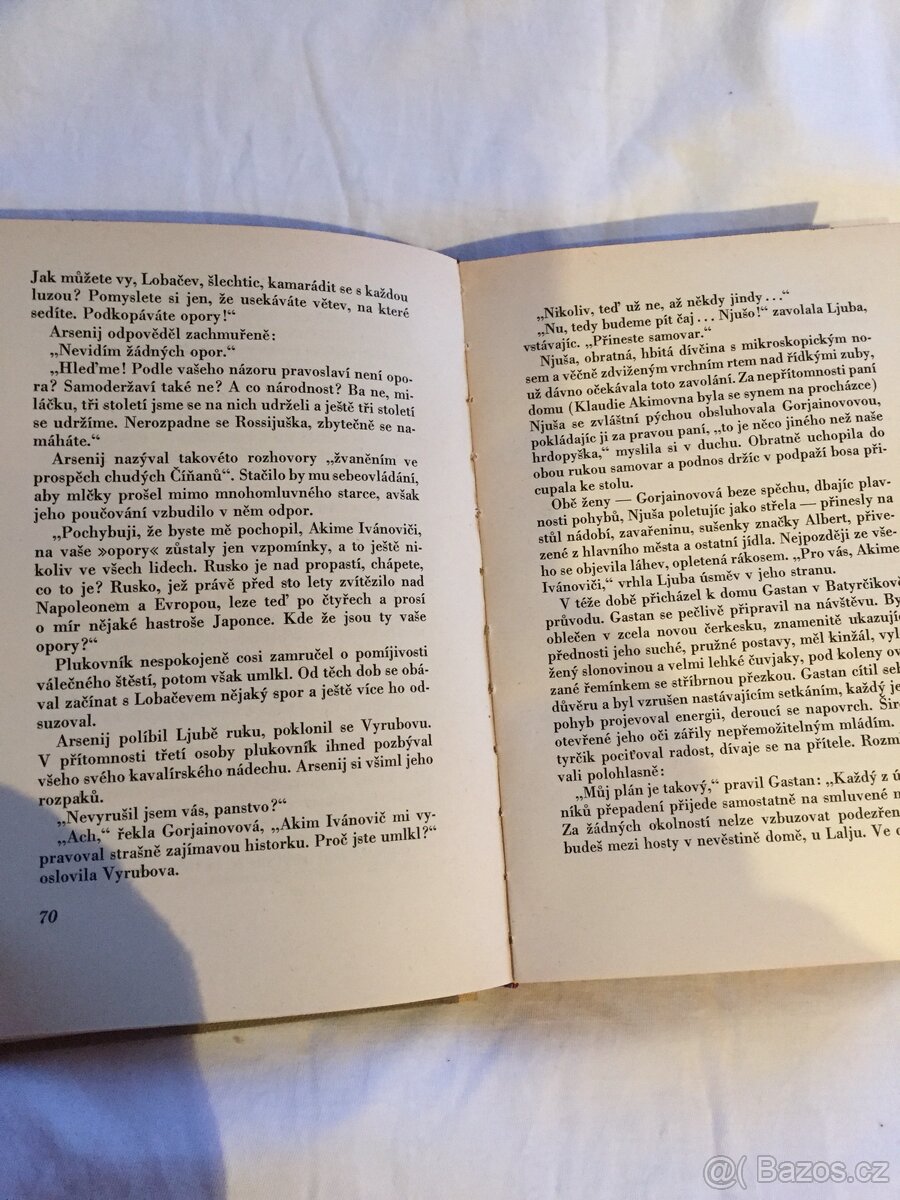 Jak můžete vy, Lobačev, šlechtic, kamarádit se s každou
luzou? Pomyslete si jen, že usekáváte větev, na které
sedíte. Podkopáváte opory!“
Arsenij odpověděl zachmuřeně:
„Nevidím žádných opor.“
„Hleďme! Podle vašeho názoru pravoslaví není opo-
ra? Samoděržaví také ne? A co národnost? Ba ne, mi-
láčku, tři století jsme se na nich udrželi a ještě tři století
se udržíme. Nerozpadne se Rossijuška, zbytečně se na-
máháte.“
Arsenij nazýval takovéto rozhovory „žvaněním ve
prospěch chudých Číňanů“. Stačilo by mu sebeovládání,
aby mlčky prošel mimo mnohomluvného starce, avšak
jeho poučování vzbudilo v něm odpor.
„Pochybuji, že byste mě pochopil, Akime Ivánoviči,
na vaše »opory« zůstaly jen vzpomínky, a to ještě ni-
koliv ve všech lidech. Rusko je nad propastí, chápete,
co to je? Rusko, jež právě před sto lety zvítězilo nad
Napoleonem a Evropou, leze teď po čtyřech a prosí
o mír nějaké hastroše Japonce. Kde že jsou ty vaše
opory?“
Plukovník nespokojeně cosi zamručel o pomíjivosti
válečného štěstí, potom však umlkl. Od těch dob se obá-
val začínat s Lobačevem nějaký spor a ještě více ho od-
suzoval.
Arsenij políbil Ljubě ruku, poklonil se Vyrubovu.
V přítomnosti třetí osoby plukovník ihned pozbýval
všeho svého kavalírského nádechu. Arsenij si všiml jeho
rozpaků.
„Nevyrušil jsem vás, panstvo?“
„Ach,“ řekla Gorjainovová, „Akim Ivánovič mi vy-
pravoval strašně zajímavou historku. Proč jste umlkl?“
oslovila Vyrubova.
70
„Nikoliv, teď už ne, až někdy jindy...“
„Nu, tedy budeme pít čaj... Njušo!“ zavolala Ljuba,
vstávajíc. „Přineste samovar.“
Njuša, obratná, hbitá dívčina s mikroskopickým no-
sem a věčně zdviženým vrchním rtem nad řídkými zuby,
už dávno očekávala toto zavolání. Za nepřítomnosti paní
domu (Klaudie Akimovna byla se synem na procházce)
Njuša se zvláštní pýchou obsluhovala Gorjainovovou,
pokládajíc ji za pravou paní, „to je něco jiného než naše
hrdopyška,“ myslila si v duchu. Obratně uchopila do
obou rukou samovar a podnos držíc v podpaží bosa při-
cupala ke stolu.
Obě ženy — Gorjainovová beze spěchu, dbajíc plav-
nosti pohybů, Njuša poletujíc jako střela — přinesly na
stůl nádobí, zavařeninu, sušenky značky Albert, přive-
zené z hlavního města a ostatní jídla. Nejpozději ze vše-
ho se objevila láhev, opletená rákosem. „Pro vás, Akime
Ivánoviči,“ vrhla Ljuba úsměv v jeho stranu.
V téže době přicházel k domu Gastan v Batyrčikově
průvodu. Gastan se pečlivě připravil na návštěvu. By
oblečen v zcela novou čerkesku, znamenitě ukazujíc
přednosti jeho suché, pružné postavy, měl kinžál, vylo
žený slonovinou a velmi lehké čuvjaky, pod koleny ov
zané řemínkem se stříbrnou přezkou. Gastan cítil seb
důvěru a byl vzrušen nastávajícím setkáním, každý je
pohyb projevoval energii, deroucí se napovrch. Širo
otevřené jeho oči zářily nepřemožitelným mládím.
tyrčik pociťoval radost, dívaje se na přítele. Rozm
vali polohlasně:
„Můj plán je takový,“ pravil Gastan: „Každý z ú
níků přepadení přijede samostatně na smluvené m
Za žádných okolností nelze vzbuzovat podezřen
budeš mezi hosty v nevěstině domě, u Lalju. Ve
@( Bazos.cz